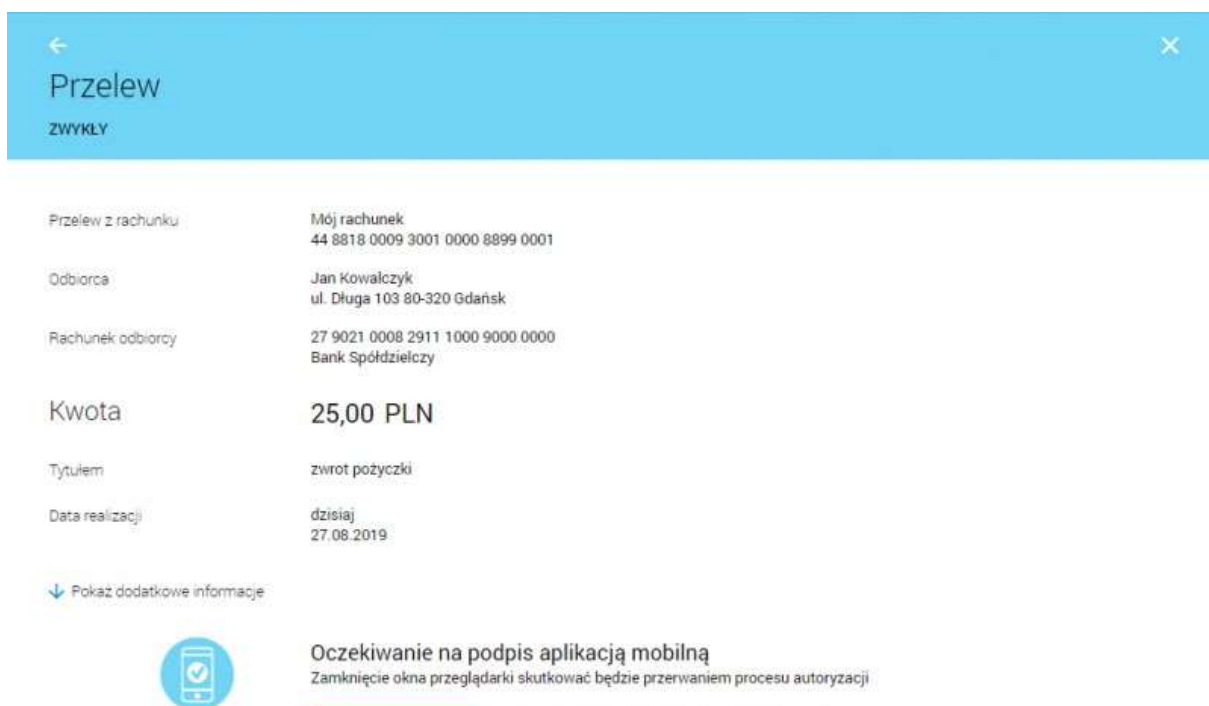 Przelew
ZWYKŁY
Przelew z rachunku
Mój rachunek
44 8818 0009 3001 0000 8899 0001
Odbiorca
Jan Kowalczyk
ul. Długa 103 80-320 Gdańsk
Rachunek odbiorcy
27 9021 0008 2911 1000 9000 0000
Bank Spółdzielczy
Kwota
25,00 PLN
Tytułem
zwrot pożyczki
Data realizacji
dzisiaj
27.08.2019
Pokaż dodatkowe informacje
Oczekiwanie na podpis aplikacją mobilną
Zamknięcie okna przeglądarki skutkować będzie przerwaniem procesu autoryzacji